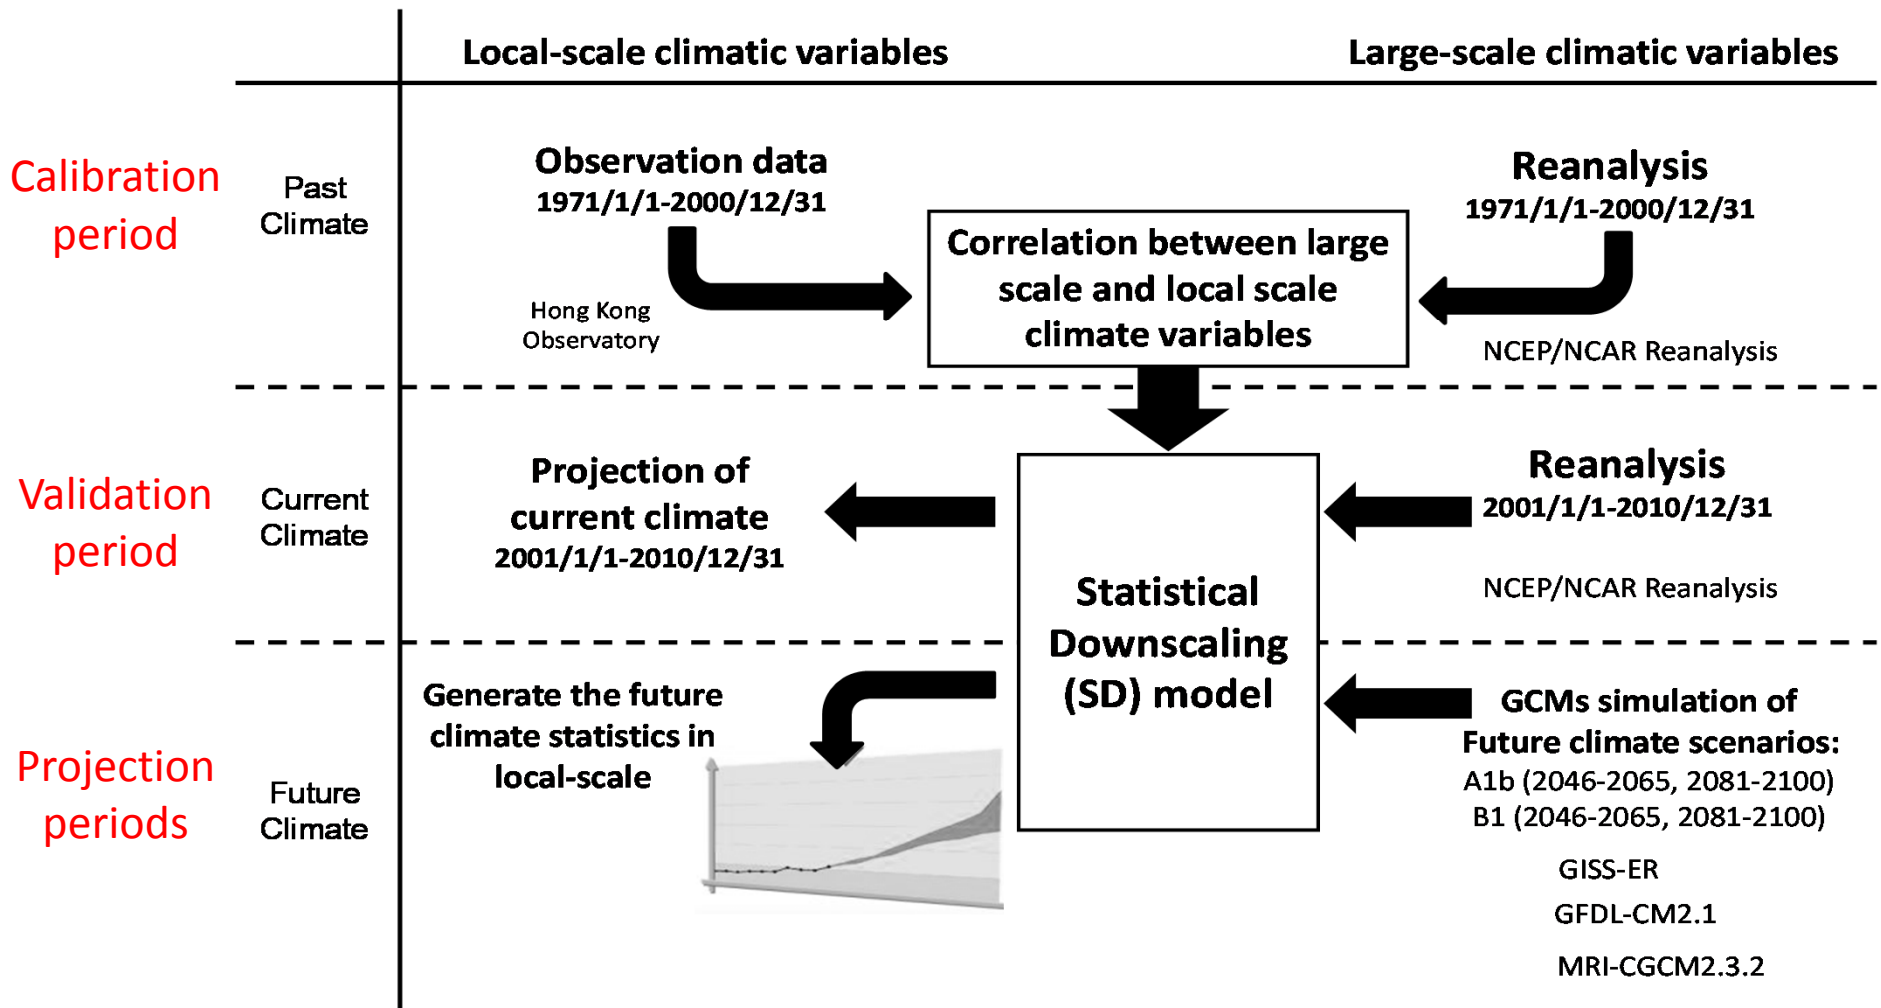 Local-scale climatic variables
Large-scale climatic variables
Calibration
period
Past
Climate
Observation data
1971/1/1-2000/12/31
Hong Kong
Observatory
Correlation between large
scale and local scale
climate variables
Reanalysis
1971/1/1-2000/12/31
NCEP/NCAR Reanalysis
Validation
period
Current
Climate
Projection of
current climate
2001/1/1-2010/12/31
Statistical
Downscaling
(SD) model
Reanalysis
2001/1/1-2010/12/31
NCEP/NCAR Reanalysis
Projection
periods
Future
Climate
Generate the future
climate statistics in
local-scale
GCMs simulation of
Future climate scenarios:
A1b (2046-2065, 2081-2100)
B1 (2046-2065, 2081-2100)
GISS-ER
GFDL-CM2.1
MRI-CGCM2.3.2